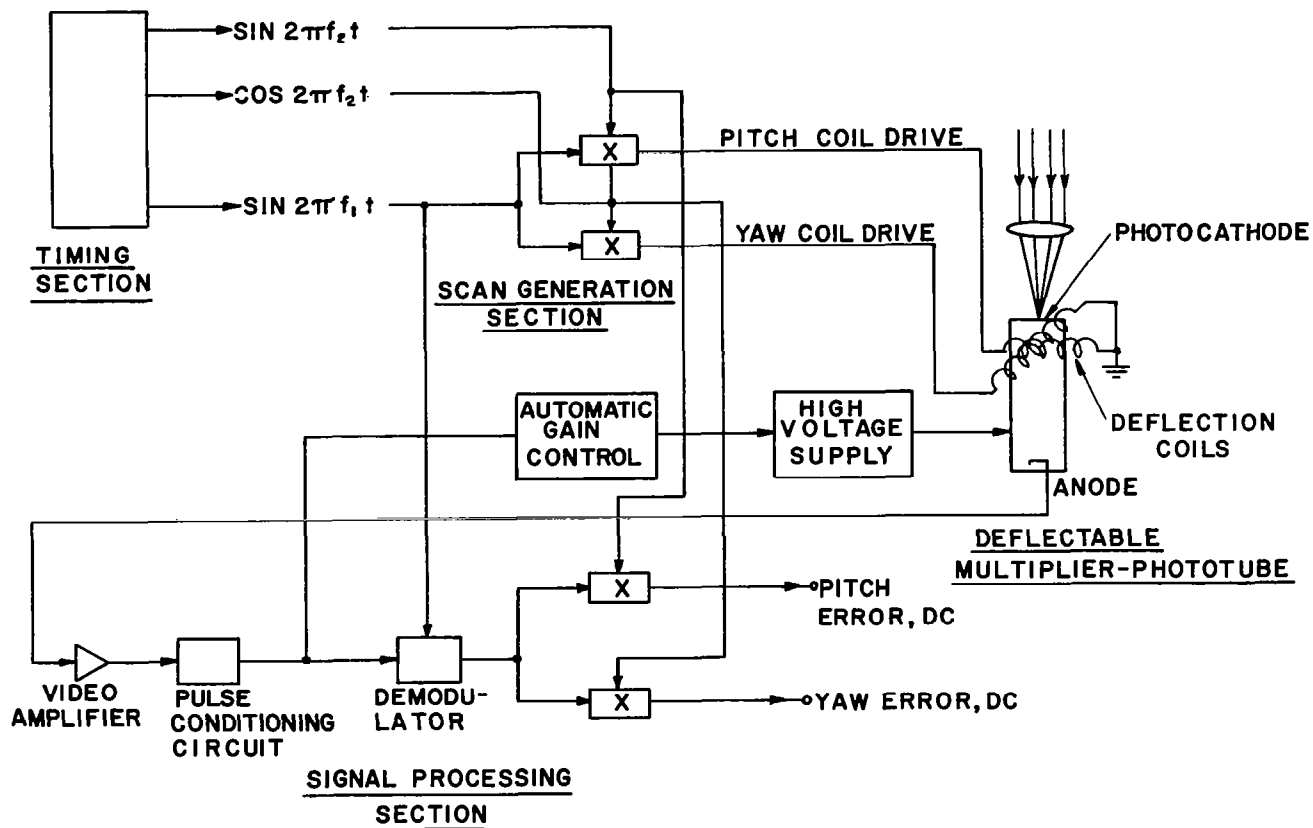 SIN 2πf₂t
COS 2πf₂t
SIN 2πf₁t
TIMING
SECTION
X
X
PITCH COIL DRIVE
YAW COIL DRIVE
SCAN GENERATION
SECTION
PHOTOCATHODE
DEFLECTION
COILS
AUTOMATIC
GAIN
CONTROL
HIGH
VOLTAGE
SUPPLY
ANODE
DEFLECTABLE
MULTIPLIER-PHOTOTUBE
X
PITCH
ERROR, DC
X
YAW ERROR, DC
VIDEO
AMPLIFIER
PULSE
CONDITIONING
CIRCUIT
DEMODU-
LATOR
SIGNAL PROCESSING
SECTION